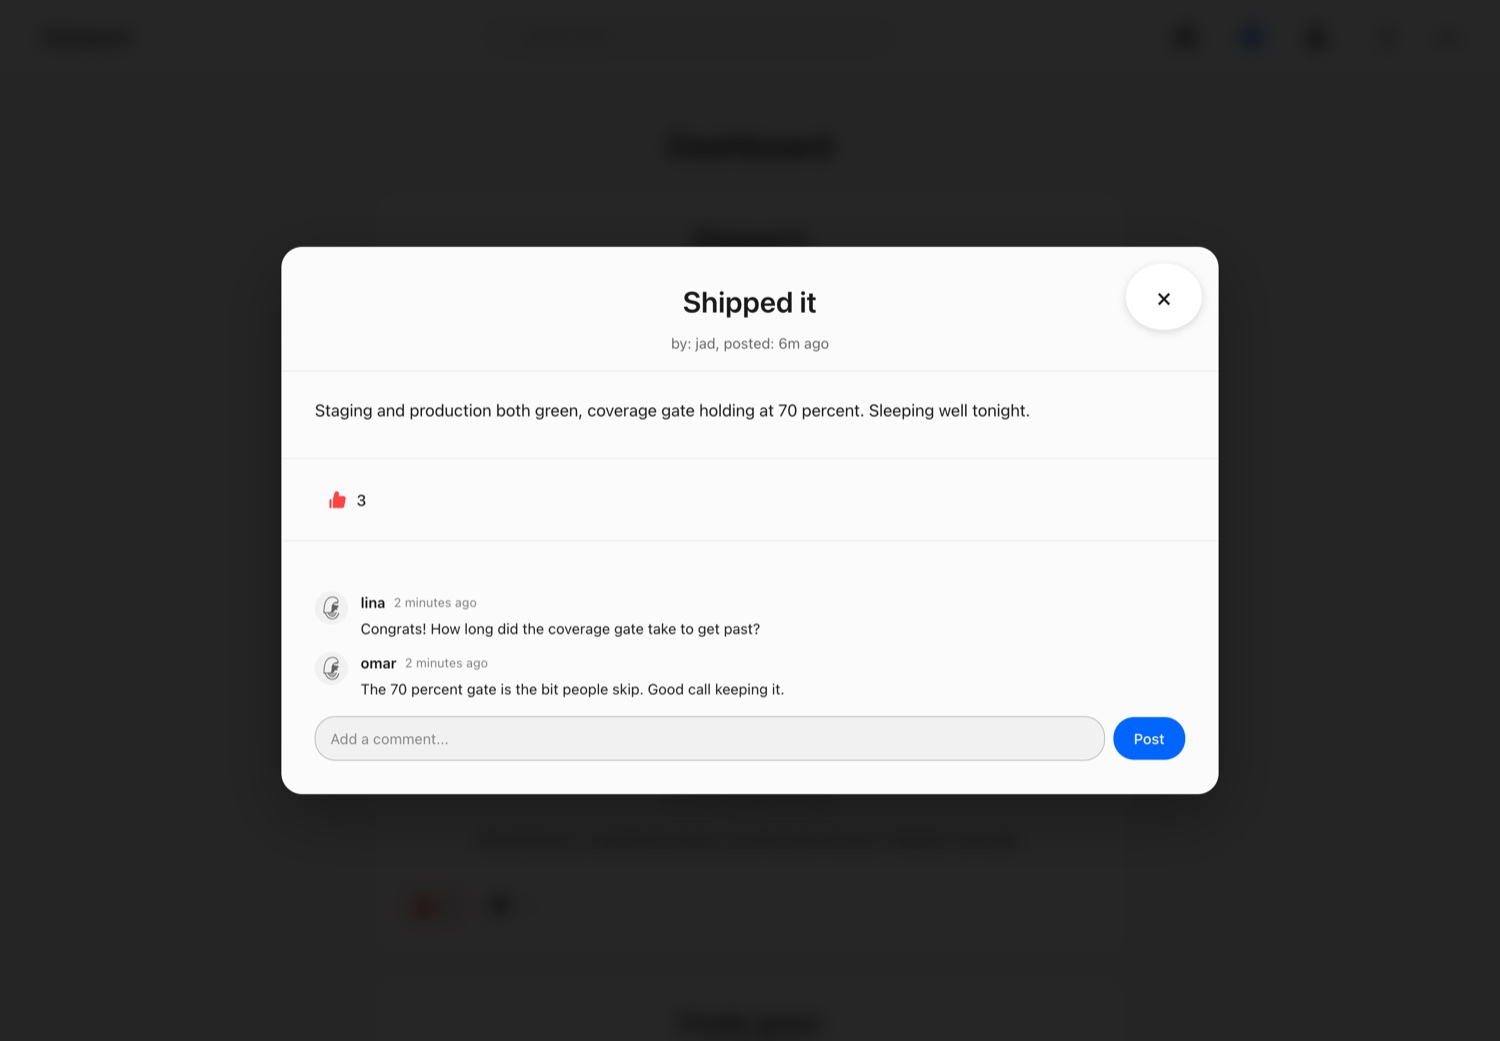 Shipped it
by: jad, posted: 6m ago
Staging and production both green, coverage gate holding at 70 percent. Sleeping well tonight.
3
lina 2 minutes ago
Congrats! How long did the coverage gate take to get past?
omar 2 minutes ago
The 70 percent gate is the bit people skip. Good call keeping it.
Add a comment...
Post